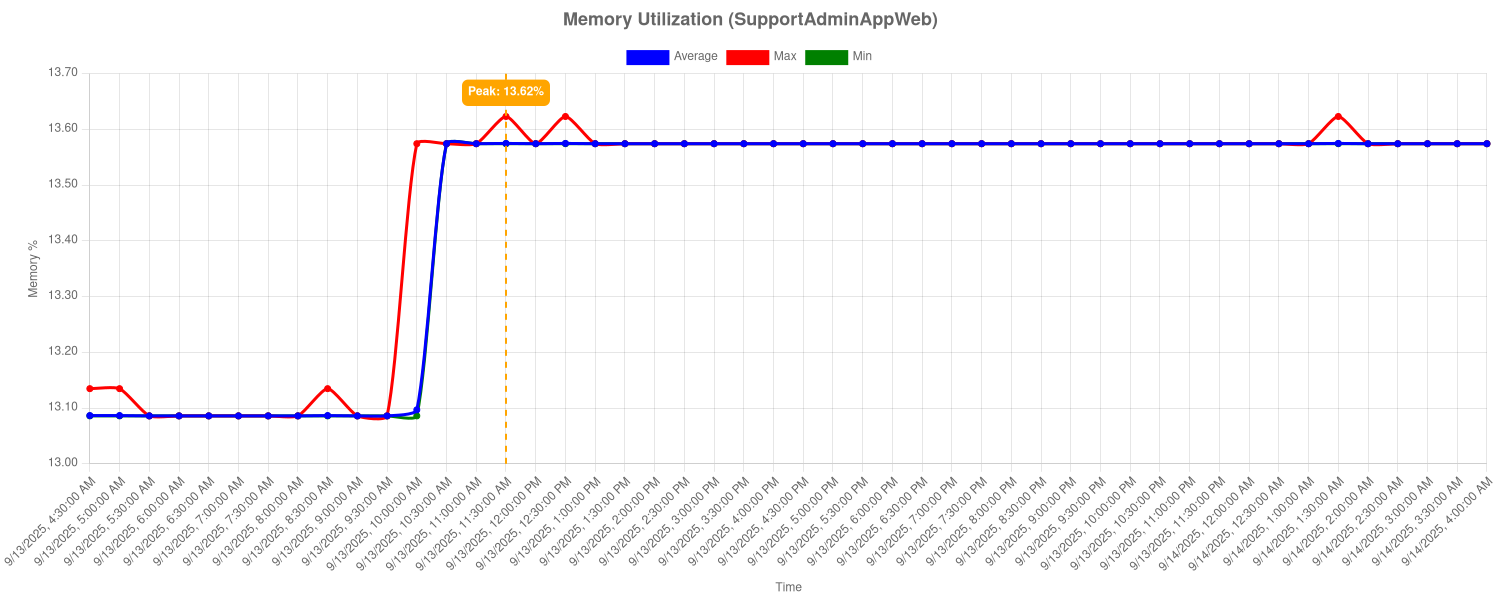 Memory Utilization (SupportAdminAppWeb)
Average Max Min
13.70
Peak: 13.62%
13.60
13.50
13.40
13.30
13.20
13.10
13.00
Memory %
9/13/2025, 4:30:00 AM
9/13/2025, 5:00:00 AM
9/13/2025, 5:30:00 AM
9/13/2025, 6:00:00 AM
9/13/2025, 6:30:00 AM
9/13/2025, 7:00:00 AM
9/13/2025, 7:30:00 AM
9/13/2025, 8:00:00 AM
9/13/2025, 8:30:00 AM
9/13/2025, 9:00:00 AM
9/13/2025, 9:30:00 AM
9/13/2025, 10:00:00 AM
9/13/2025, 10:30:00 AM
9/13/2025, 11:00:00 AM
9/13/2025, 11:30:00 AM
9/13/2025, 12:00:00 PM
9/13/2025, 12:30:00 PM
9/13/2025, 1:00:00 PM
9/13/2025, 1:30:00 PM
9/13/2025, 2:00:00 PM
9/13/2025, 2:30:00 PM
9/13/2025, 3:00:00 PM
9/13/2025, 3:30:00 PM
9/13/2025, 4:00:00 PM
9/13/2025, 4:30:00 PM
9/13/2025, 5:00:00 PM
9/13/2025, 5:30:00 PM
9/13/2025, 6:00:00 PM
9/13/2025, 6:30:00 PM
9/13/2025, 7:00:00 PM
9/13/2025, 7:30:00 PM
9/13/2025, 8:00:00 PM
9/13/2025, 8:30:00 PM
9/13/2025, 9:00:00 PM
9/13/2025, 9:30:00 PM
9/13/2025, 10:00:00 PM
9/13/2025, 10:30:00 PM
9/13/2025, 11:00:00 PM
9/13/2025, 11:30:00 PM
9/14/2025, 12:00:00 AM
9/14/2025, 12:30:00 AM
9/14/2025, 1:00:00 AM
9/14/2025, 1:30:00 AM
9/14/2025, 2:00:00 AM
9/14/2025, 2:30:00 AM
9/14/2025, 3:00:00 AM
9/14/2025, 3:30:00 AM
9/14/2025, 4:00:00 AM
Time